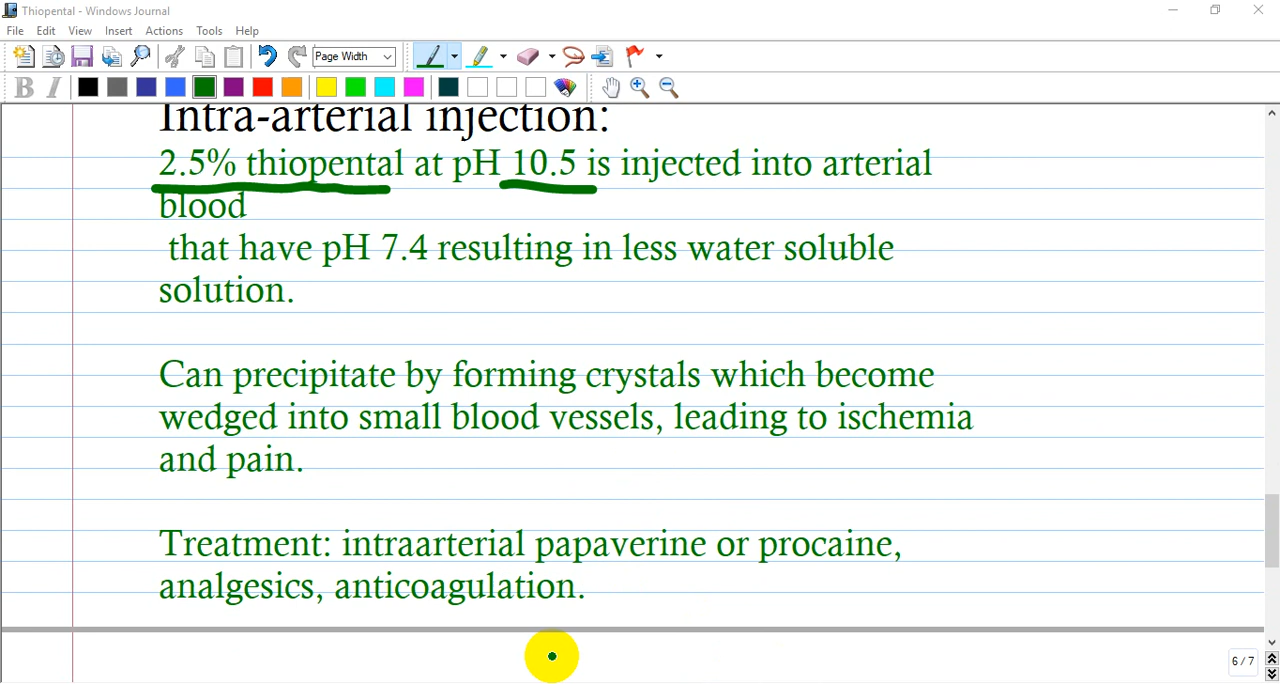 Thiopental - Windows Journal
File Edit View Insert Actions Tools Help
Page Width
B I
Intra-arterial injection:
2.5% thiopental at pH 10.5 is injected into arterial
blood
that have pH 7.4 resulting in less water soluble
solution.
Can precipitate by forming crystals which become
wedged into small blood vessels, leading to ischemia
and pain.
Treatment: intraarterial papaverine or procaine,
analgesics, anticoagulation.
6 / 7